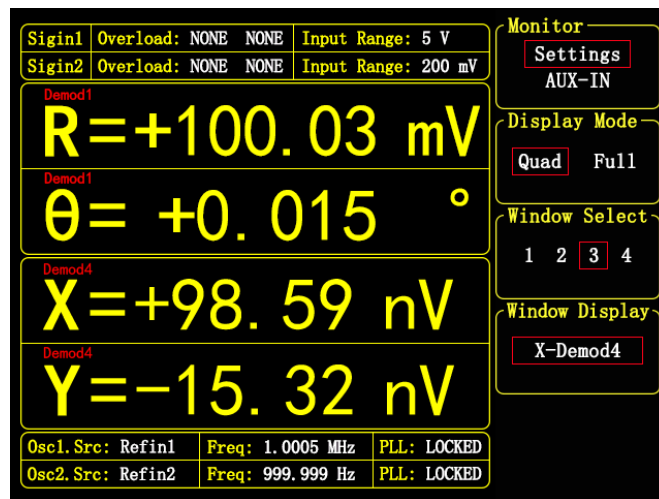 Sigin1 Overload: NONE NONE Input Range: 5 V
Sigin2 Overload: NONE NONE Input Range: 200 mV
Demod1
R=+100.03 mV
Demod1
θ= +0.015 °
Demod4
X=+98.59 nV
Demod4
Y=-15.32 nV
Osc1.Src: Refin1 Freq: 1.0005 MHz PLL: LOCKED
Osc2.Src: Refin2 Freq: 999.999 Hz PLL: LOCKED
Monitor
Settings
AUX-IN
Display Mode
Quad Full
Window Select
1 2 3 4
Window Display
X-Demod4